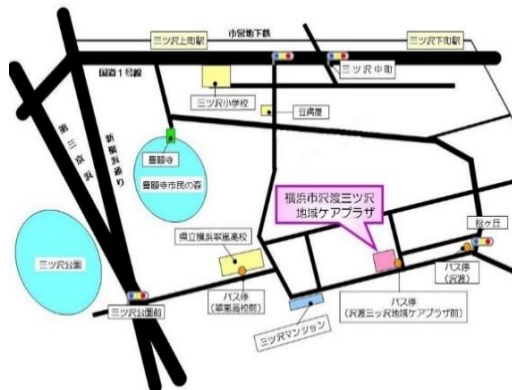 三ツ沢上町駅
市営地下鉄
三ツ沢下町駅
国道1号線
三ツ沢中町
三ツ沢小学校
豆腐屋
第三京浜
新横浜通り
豊顕寺
豊顕寺市民の森
横浜市沢渡三ツ沢
地域ケアプラザ
松ヶ丘
県立横浜翠嵐高校
三ツ沢公園
バス停
(沢渡)
バス停
(翠嵐高校前)
バス停
(沢渡三ッ沢地域ケアプラザ前)
三ツ沢公園前
三ツ沢マンション